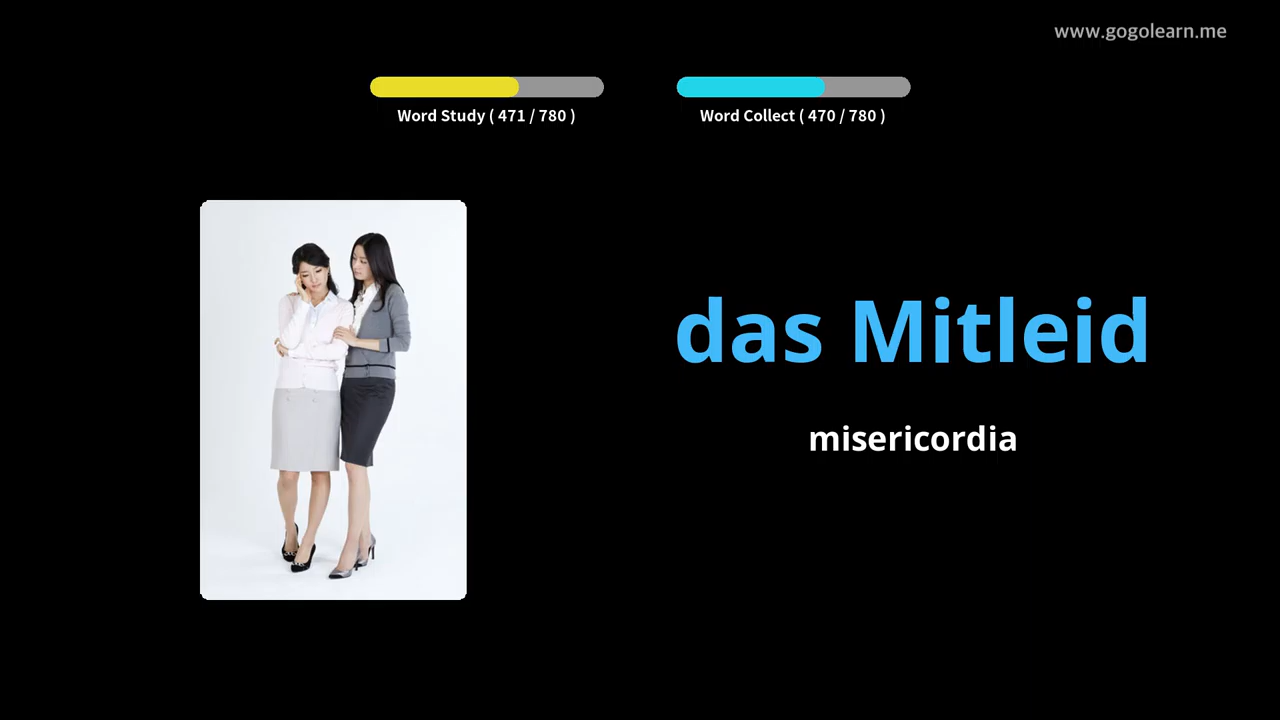 www.gogolearn.me
Word Study ( 471 / 780 )
Word Collect ( 470 / 780 )
das Mitleid
misericordia